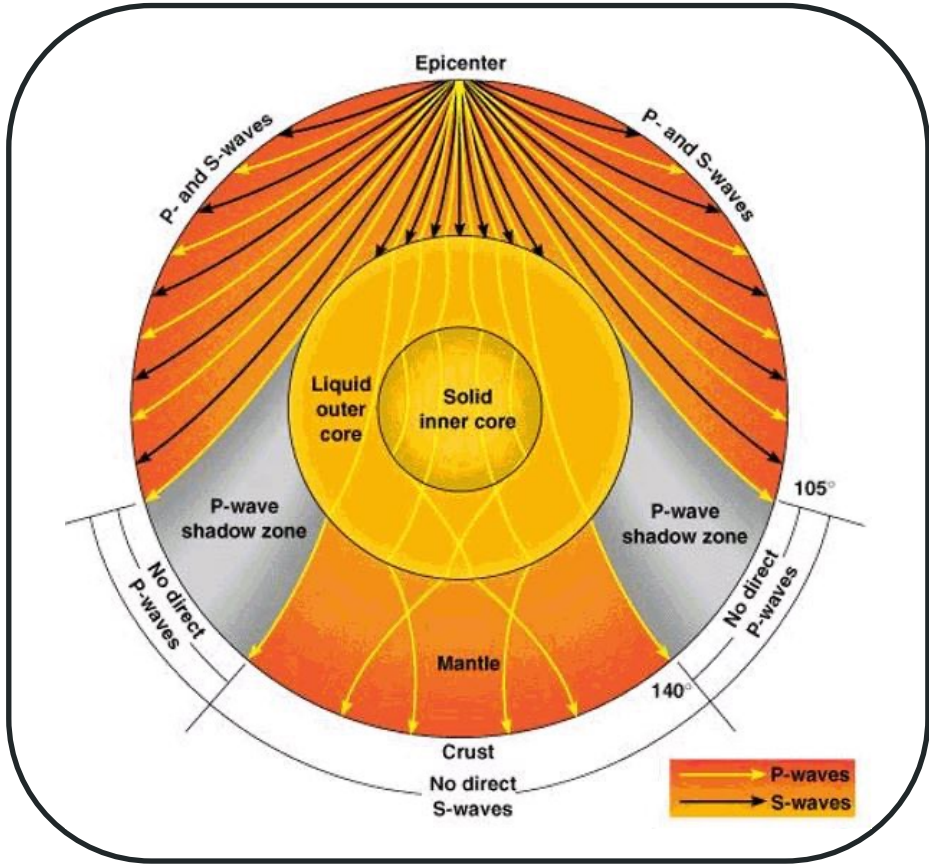 Epicenter
P- and S-waves
P- and S-waves
Liquid
outer
core
Solid
inner core
105°
P-wave
shadow zone
P-wave
shadow zone
No direct
P-waves
No direct
P-waves
Mantle
140°
Crust
No direct
S-waves
P-waves
S-waves